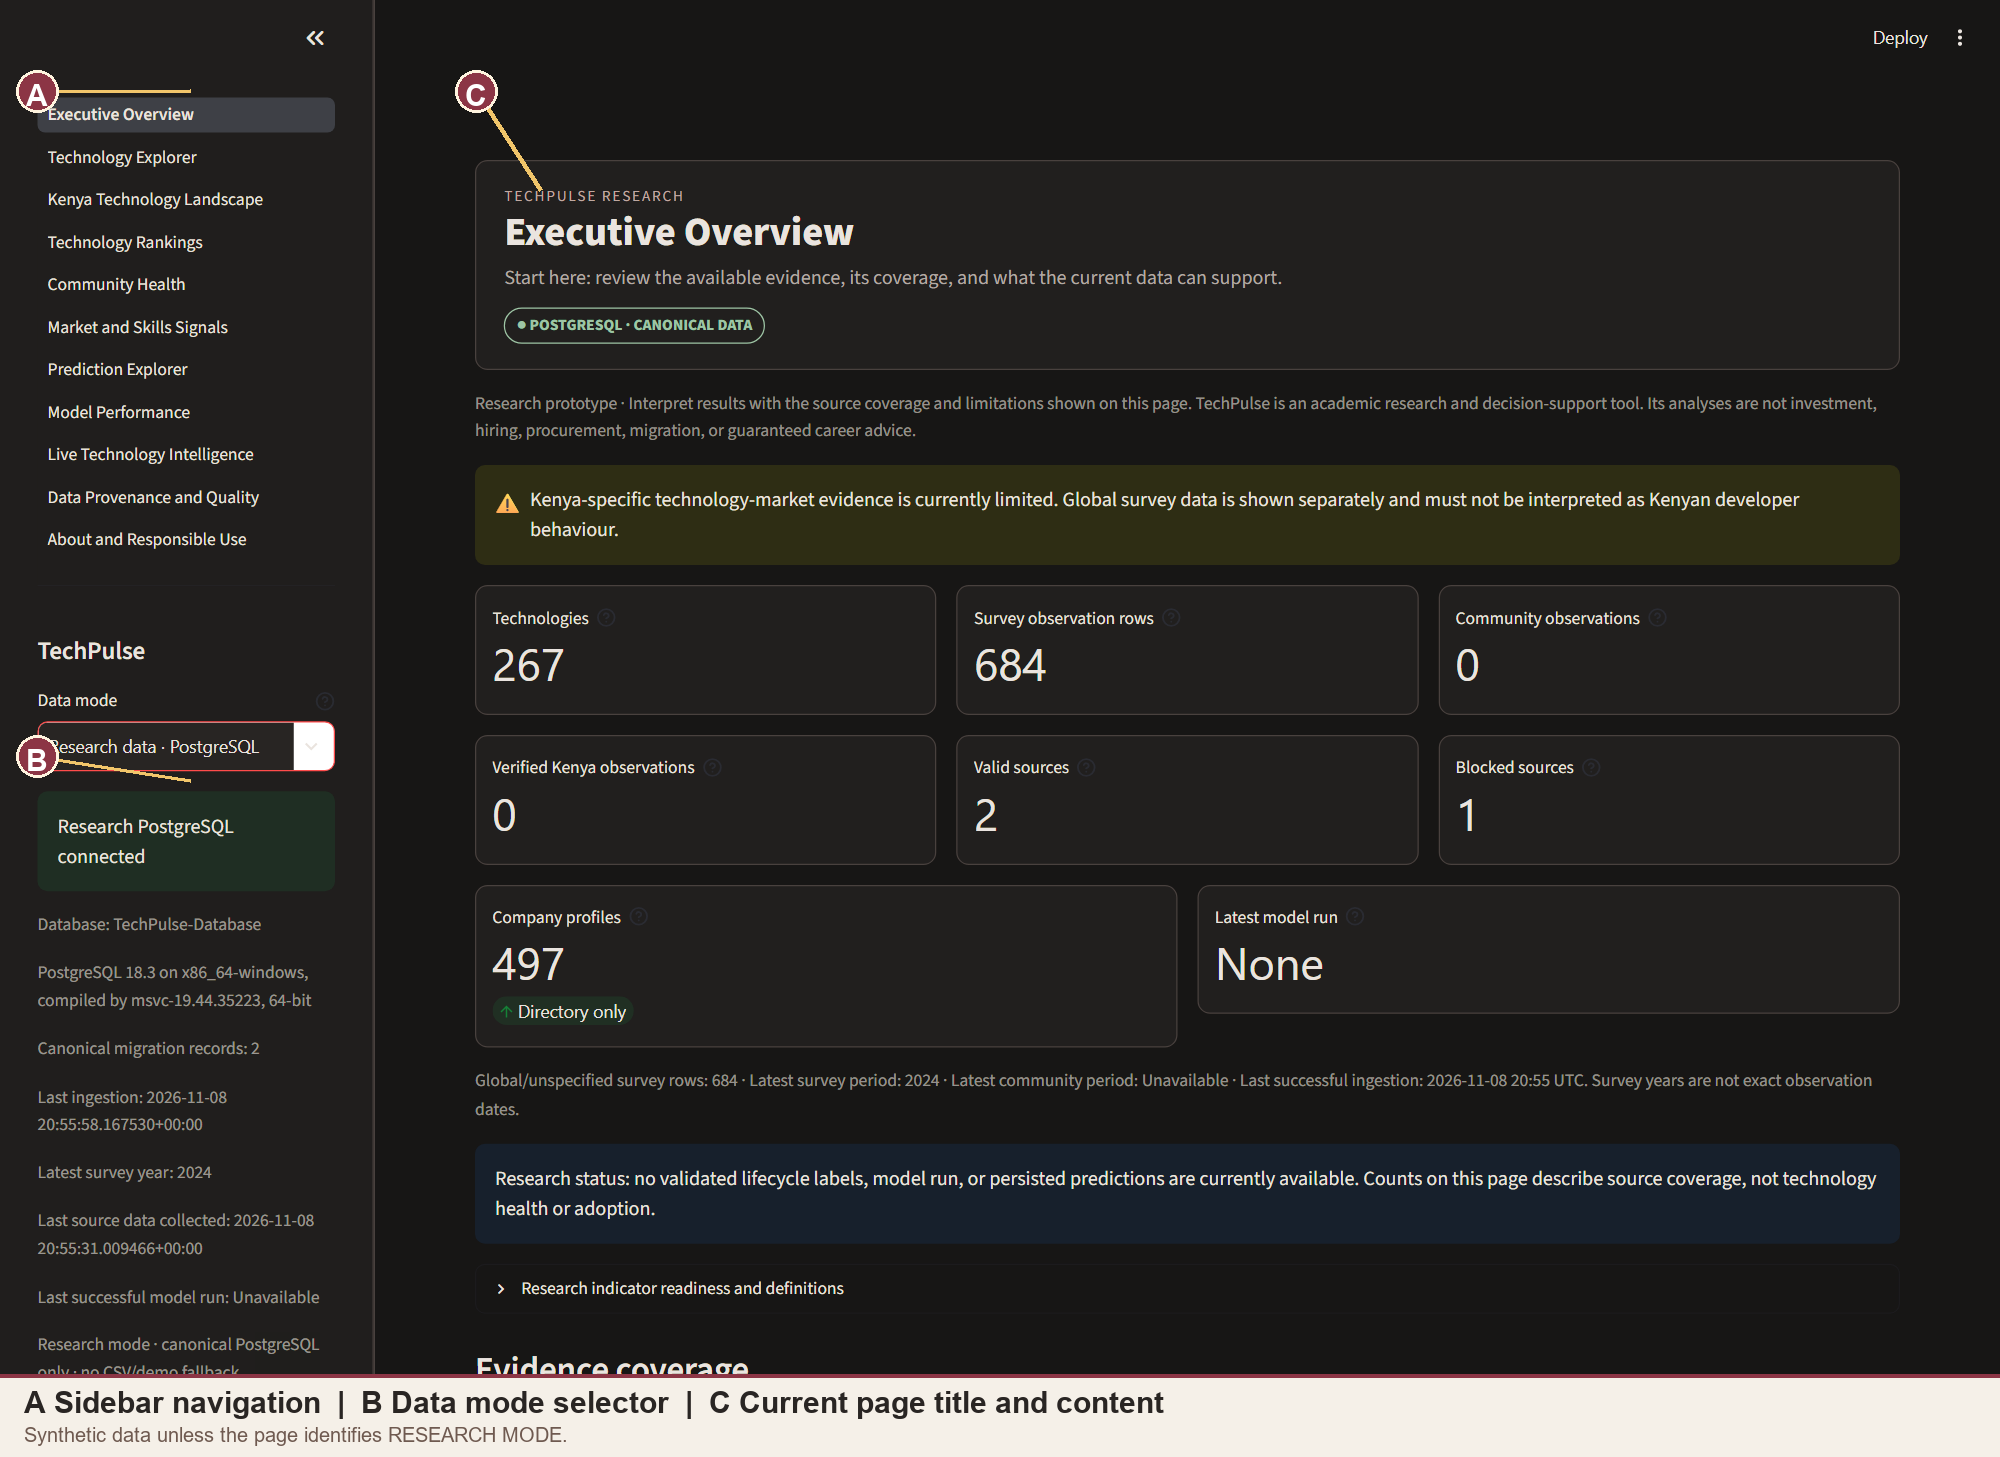 Deploy
A
Executive Overview
Technology Explorer
Kenya Technology Landscape
Technology Rankings
Community Health
Market and Skills Signals
Prediction Explorer
Model Performance
Live Technology Intelligence
Data Provenance and Quality
About and Responsible Use
TechPulse
Data mode
Research data · PostgreSQL
B
Research PostgreSQL
connected
Database: TechPulse-Database
PostgreSQL 18.3 on x86_64-windows,
compiled by msvc-19.44.35223, 64-bit
Canonical migration records: 2
Last ingestion: 2026-11-08
20:55:58.167530+00:00
Latest survey year: 2024
Last source data collected: 2026-11-08
20:55:31.009466+00:00
Last successful model run: Unavailable
Research mode · canonical PostgreSQL
only · no CSV/demo fallback
C
TECHPULSE RESEARCH
Executive Overview
Start here: review the available evidence, its coverage, and what the current data can support.
POSTGRESQL · CANONICAL DATA
Research prototype · Interpret results with the source coverage and limitations shown on this page. TechPulse is an academic research and decision-support tool. Its analyses are not investment,
hiring, procurement, migration, or guaranteed career advice.
Kenya-specific technology-market evidence is currently limited. Global survey data is shown separately and must not be interpreted as Kenyan developer
behaviour.
Technologies
267
Survey observation rows
684
Community observations
0
Verified Kenya observations
0
Valid sources
2
Blocked sources
1
Company profiles
497
↑ Directory only
Latest model run
None
Global/unspecified survey rows: 684 · Latest survey period: 2024 · Latest community period: Unavailable · Last successful ingestion: 2026-11-08 20:55 UTC. Survey years are not exact observation
dates.
Research status: no validated lifecycle labels, model run, or persisted predictions are currently available. Counts on this page describe source coverage, not technology
health or adoption.
Research indicator readiness and definitions
Evidence coverage
A Sidebar navigation | B Data mode selector | C Current page title and content
Synthetic data unless the page identifies RESEARCH MODE.